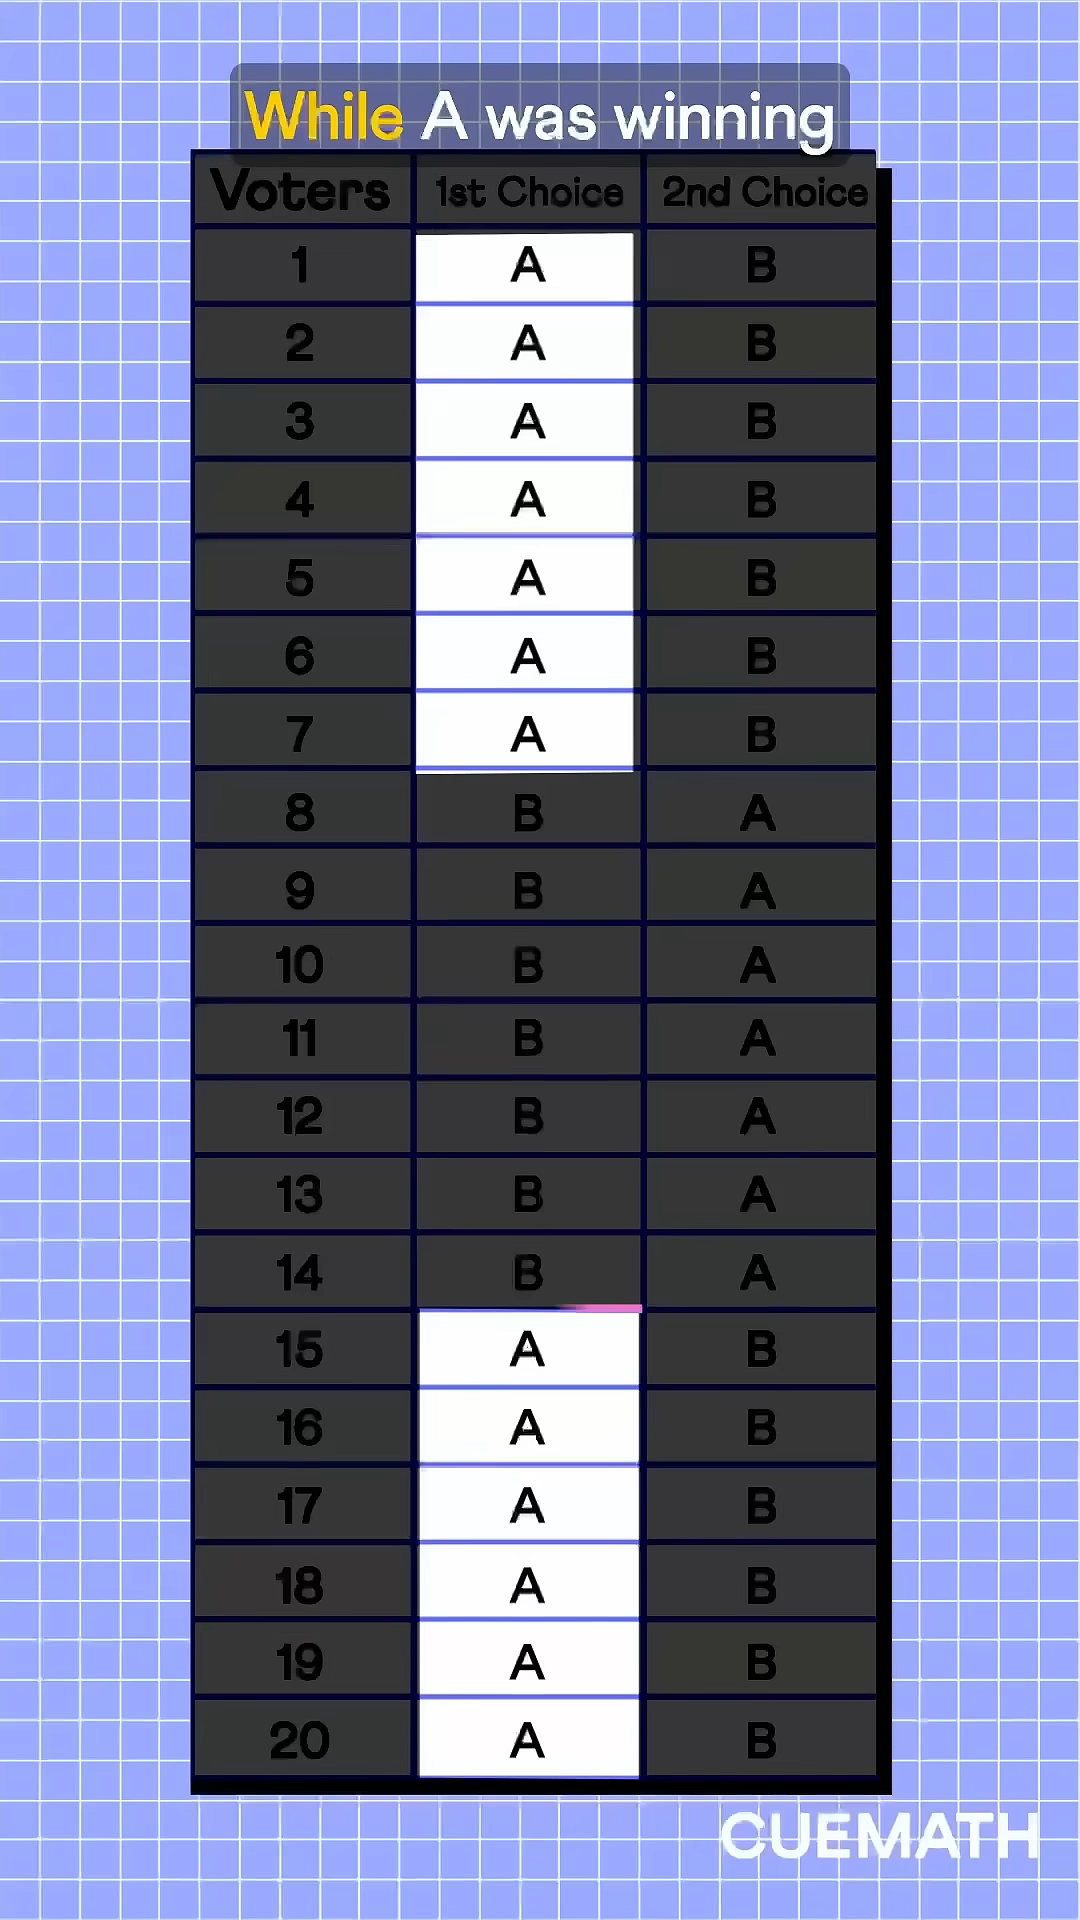 While A was winning
Voters 1st Choice 2nd Choice
1 A B
2 A B
3 A B
4 A B
5 A B
6 A B
7 A B
8 B A
9 B A
10 B A
11 B A
12 B A
13 B A
14 B A
15 A B
16 A B
17 A B
18 A B
19 A B
20 A B
CUEMATH